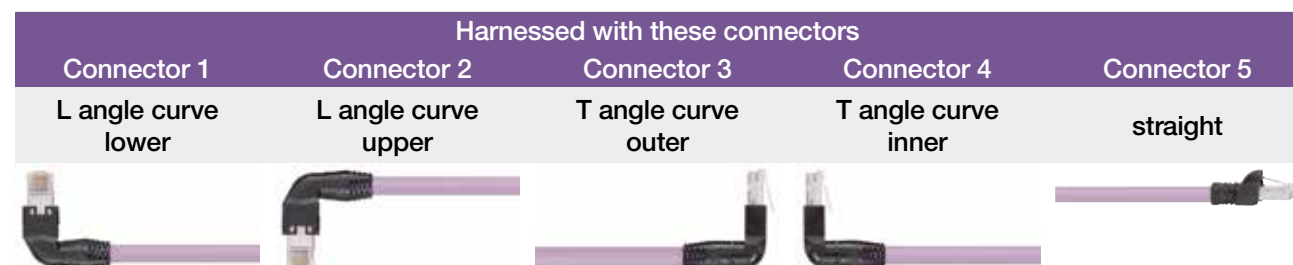 Harnessed with these connectors
Connector 1 Connector 2 Connector 3 Connector 4 Connector 5
L angle curve lower
L angle curve upper
T angle curve outer
T angle curve inner
straight